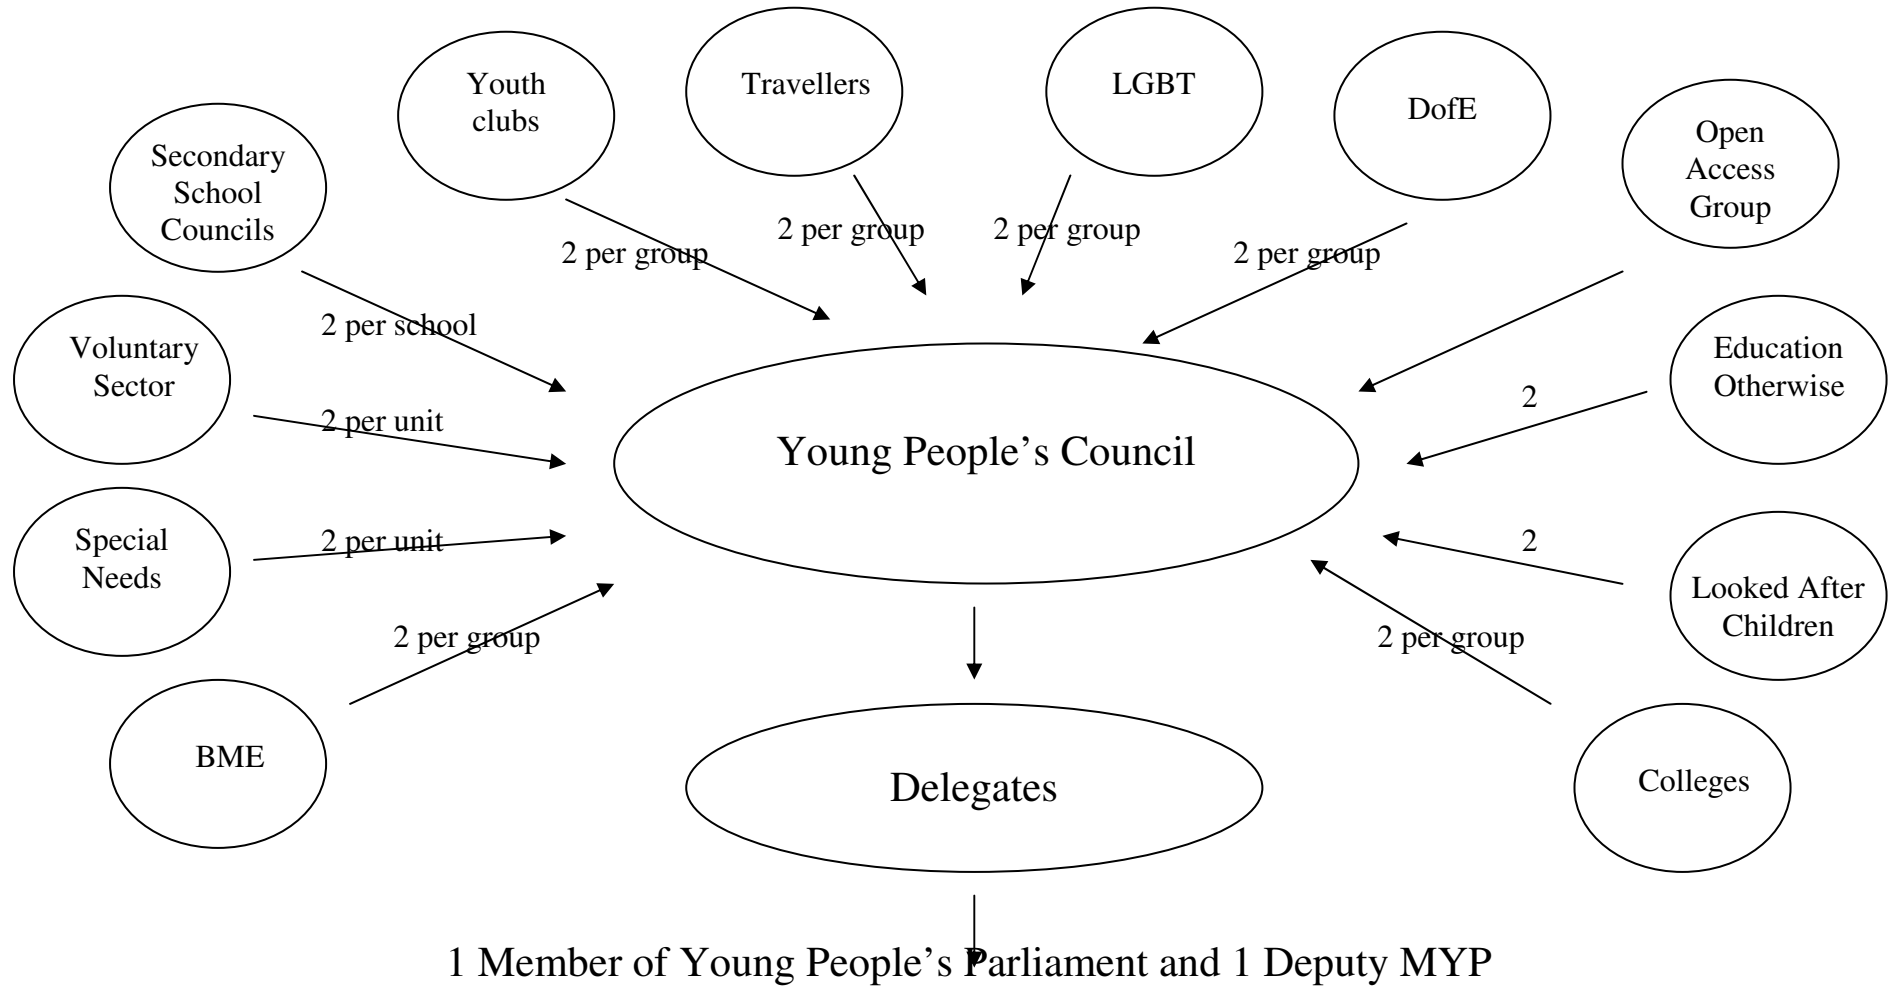 Youth
clubs
Travellers
LGBT
DofE
Open
Access
Group
Secondary
School
Councils
2 per group
2 per group
2 per group
2 per group
2 per school
Voluntary
Sector
2 per unit
Education
Otherwise
2
Young People’s Council
Special
Needs
2 per unit
2
Looked After
Children
2 per group
2 per group
BME
Delegates
Colleges
1 Member of Young People’s Parliament and 1 Deputy MYP